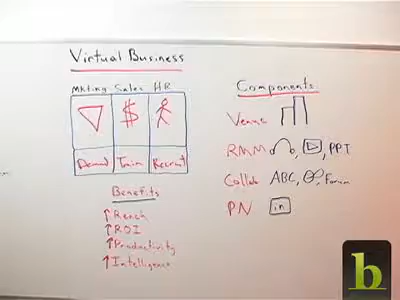 Virtual Business
Mkting Sales HR
$
Demand Train Recruit
Benefits
↑ Reach
↑ ROI
↑ Productivity
↑ Intelligence
Components
Venue
RMM , , PPT
Collab ABC, , Forum
PN in
b